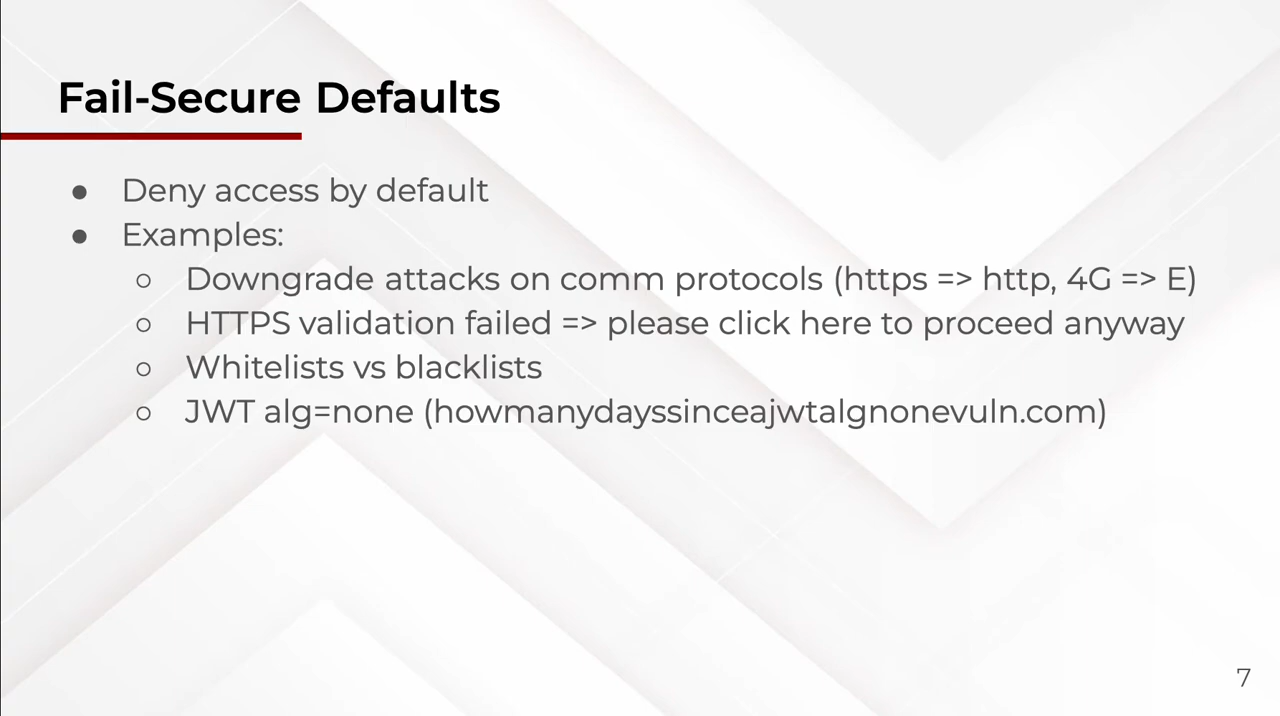 Fail-Secure Defaults
● Deny access by default
● Examples:
○ Downgrade attacks on comm protocols (https => http, 4G => E)
○ HTTPS validation failed => please click here to proceed anyway
○ Whitelists vs blacklists
○ JWT alg=none (howmanydayssinceajwtalgnonevuln.com)
7